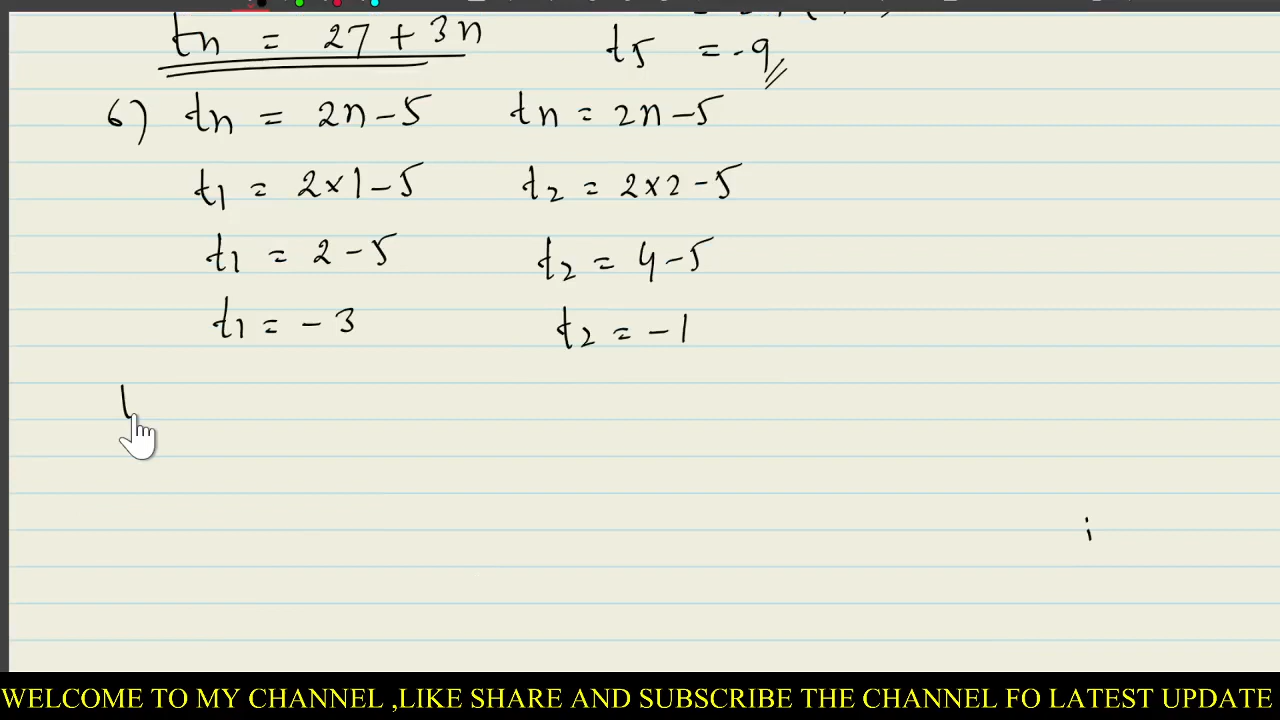 tn = 27 + 3n t5 = -9
6) tn = 2n - 5 tn = 2n - 5
t1 = 2 × 1 - 5 t2 = 2 × 2 - 5
t1 = 2 - 5 t2 = 4 - 5
t1 = - 3 t2 = - 1
i
WELCOME TO MY CHANNEL ,LIKE SHARE AND SUBSCRIBE THE CHANNEL FO LATEST UPDATE